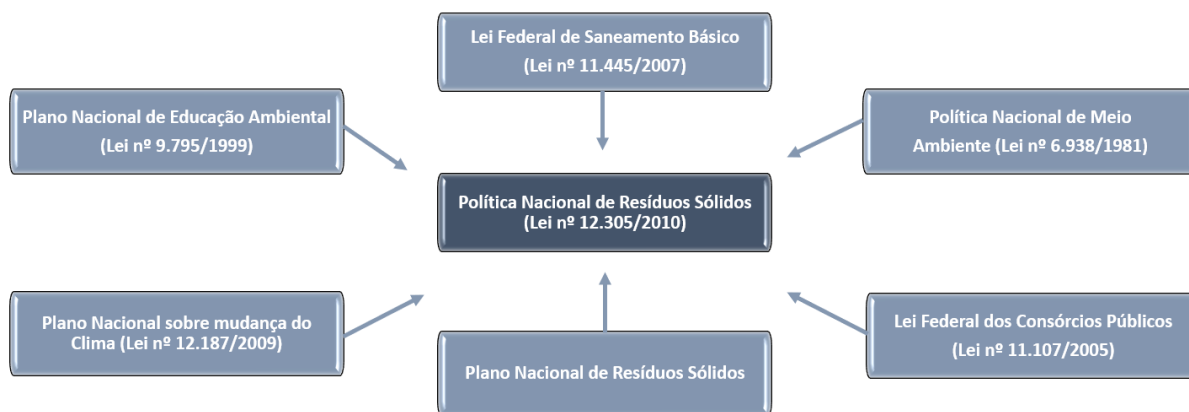 Lei Federal de Saneamento Básico
(Lei nº 11.445/2007)
Plano Nacional de Educação Ambiental
(Lei nº 9.795/1999)
Política Nacional de Meio
Ambiente (Lei nº 6.938/1981)
Política Nacional de Resíduos Sólidos
(Lei nº 12.305/2010)
Plano Nacional sobre mudança do
Clima (Lei nº 12.187/2009)
Plano Nacional de Resíduos Sólidos
Lei Federal dos Consórcios Públicos
(Lei nº 11.107/2005)